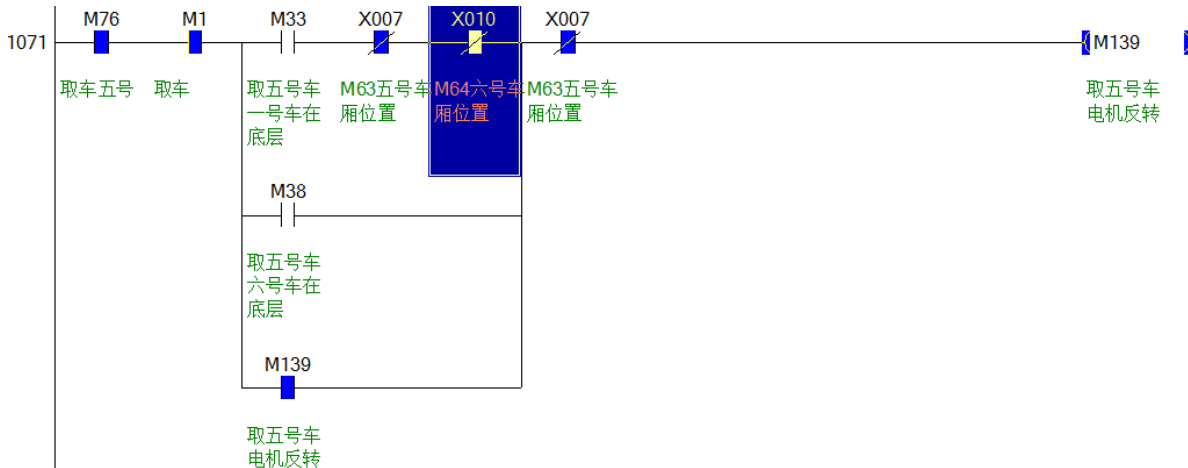 M76 M1 M33 X007 X010 X007
1071 M139
取车五号 取车 取五号车 M63五号车 M64六号车 M63五号车 取五号车
一号车在 厢位置 厢位置 厢位置 电机反转
底层
M38
取五号车
六号车在
底层
M139
取五号车
电机反转